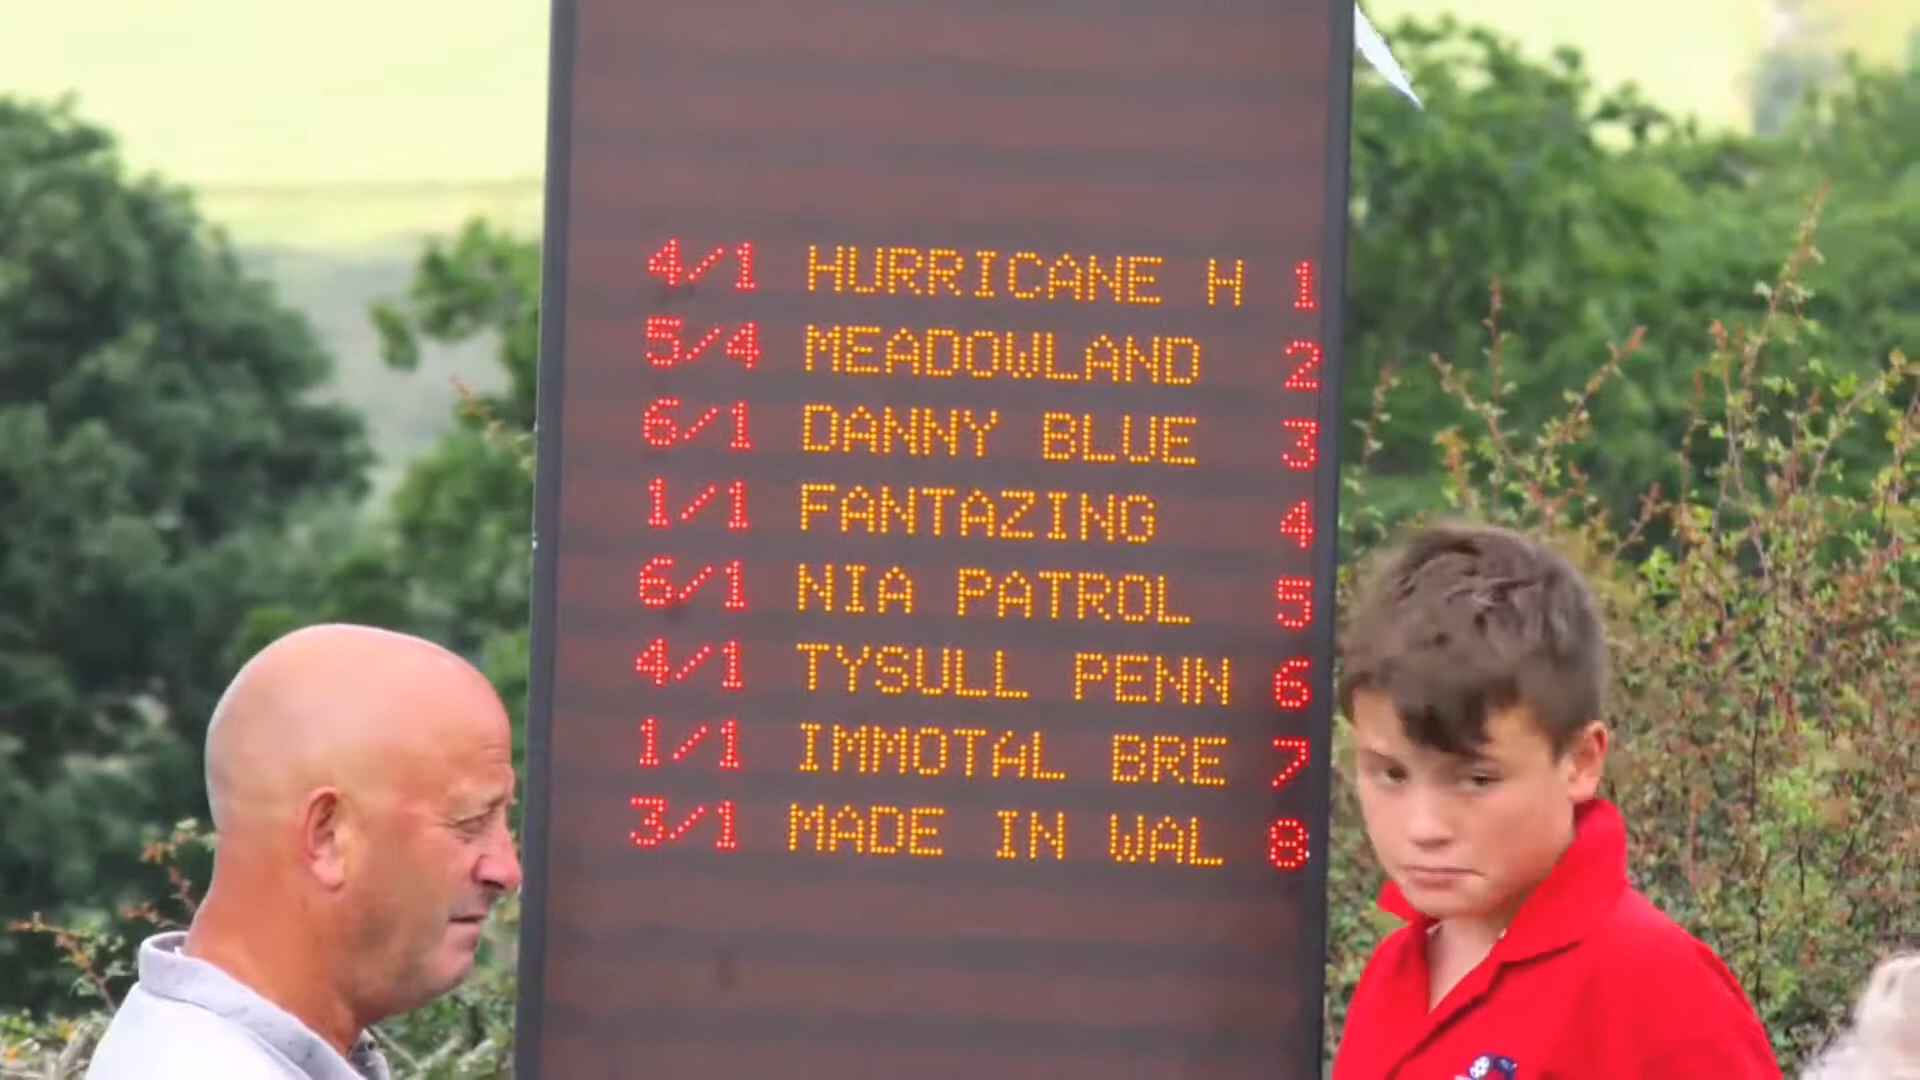 4/1 HURRICANE H 1
5/4 MEADOWLAND 2
6/1 DANNY BLUE 3
1/1 FANTAZING 4
6/1 NIA PATROL 5
4/1 TYSULL PENN 6
1/1 IMMOTAL BRE 7
3/1 MADE IN WAL 8